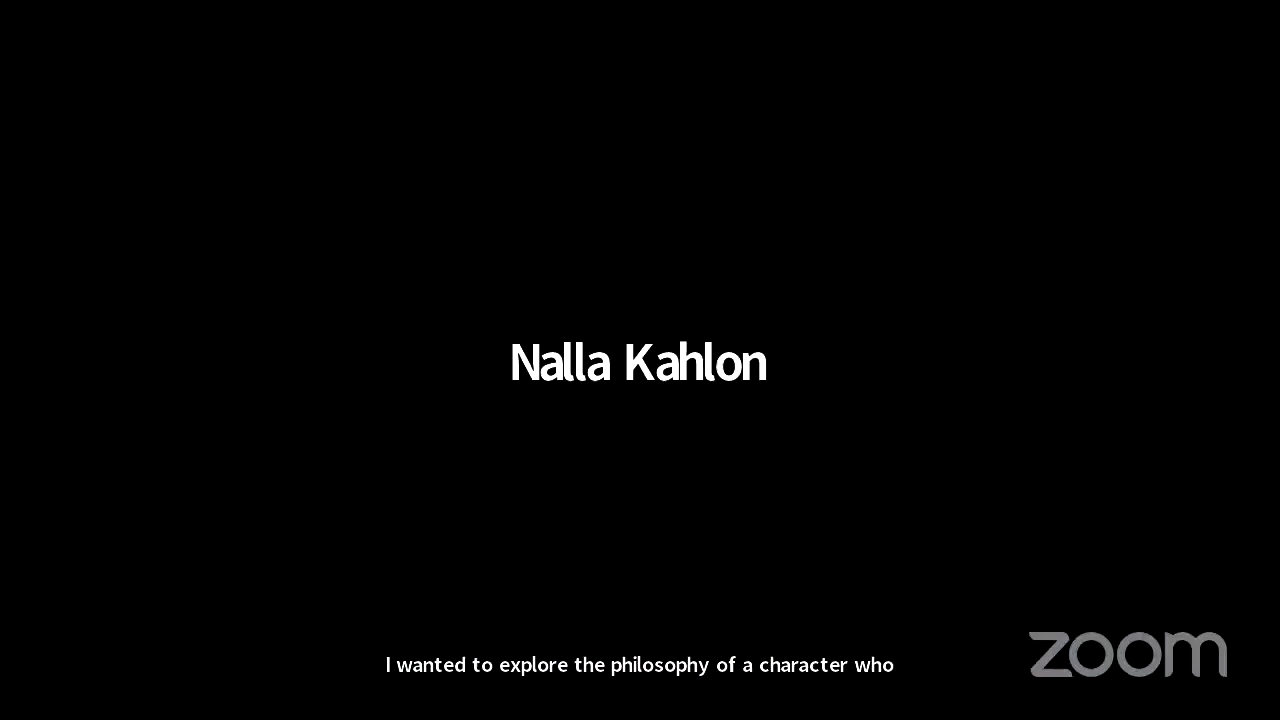 Nalla Kahlon
I wanted to explore the philosophy of a character who
zoom